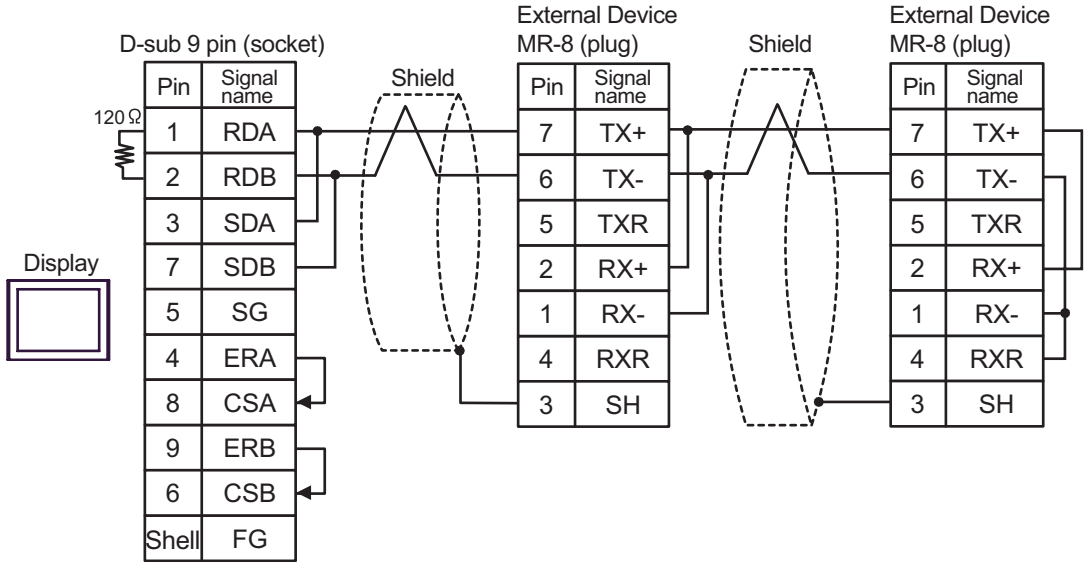 D-sub 9 pin (socket)
Pin Signal name
120 Ω
1 RDA
2 RDB
3 SDA
7 SDB
5 SG
4 ERA
8 CSA
9 ERB
6 CSB
Shell FG
Display
Shield
External Device
MR-8 (plug)
Pin Signal name
7 TX+
6 TX-
5 TXR
2 RX+
1 RX-
4 RXR
3 SH
Shield
External Device
MR-8 (plug)
Pin Signal name
7 TX+
6 TX-
5 TXR
2 RX+
1 RX-
4 RXR
3 SH